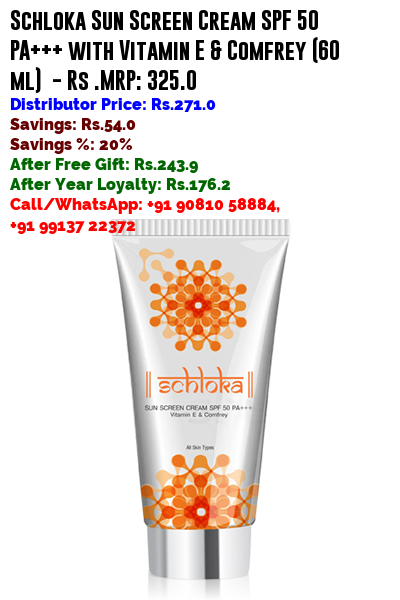 Schloka Sun Screen Cream SPF 50
PA+++ with Vitamin E & Comfrey (60
ml) - Rs .MRP: 325.0
Distributor Price: Rs.271.0
Savings: Rs.54.0
Savings %: 20%
After Free Gift: Rs.243.9
After Year Loyalty: Rs.176.2
Call/WhatsApp: +91 90810 58884,
+91 99137 22372
|| schloka ||
SUN SCREEN CREAM SPF 50 PA+++
Vitamin E & Comfrey
All Skin Types